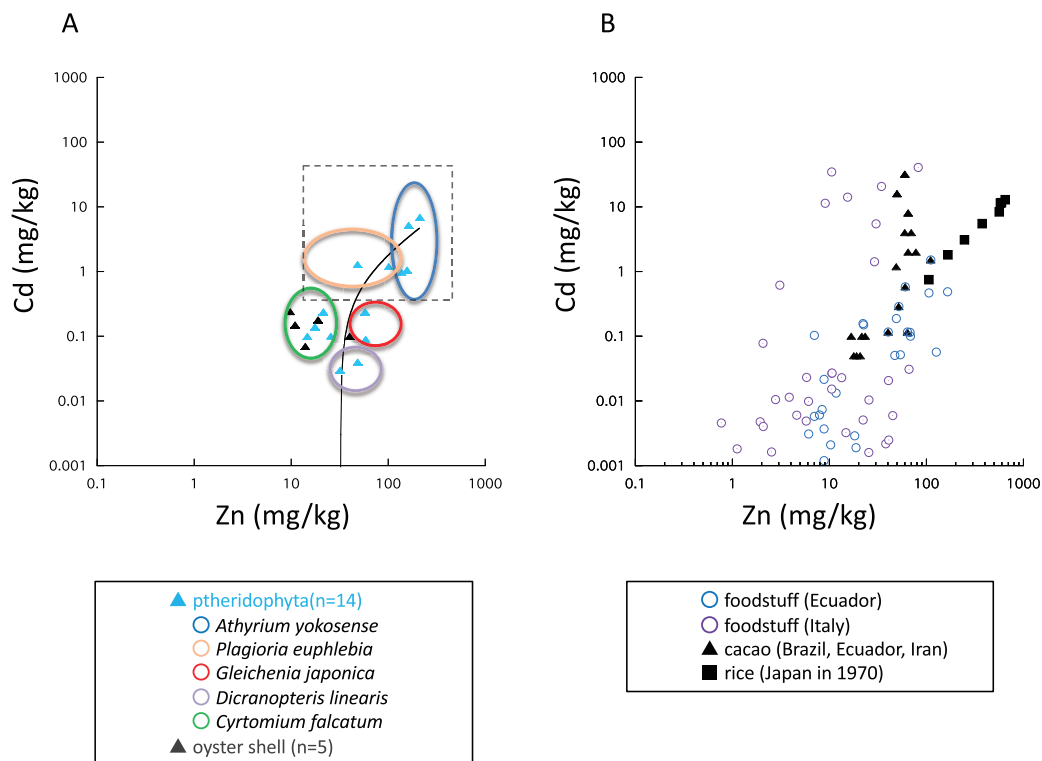 A
B
1000
100
10
1
0.1
0.01
0.001
Cd (mg/kg)
0.1
1
10
100
1000
Zn (mg/kg)
1000
100
10
1
0.1
0.01
0.001
Cd (mg/kg)
0.1
1
10
100
1000
Zn (mg/kg)
ptheridophyta(n=14)
Athyrium yokosense
Plagioria euphlebia
Gleichenia japonica
Dicranopteris linearis
Cyrtomium falcatum
oyster shell (n=5)
foodstuff (Ecuador)
foodstuff (Italy)
cacao (Brazil, Ecuador, Iran)
rice (Japan in 1970)